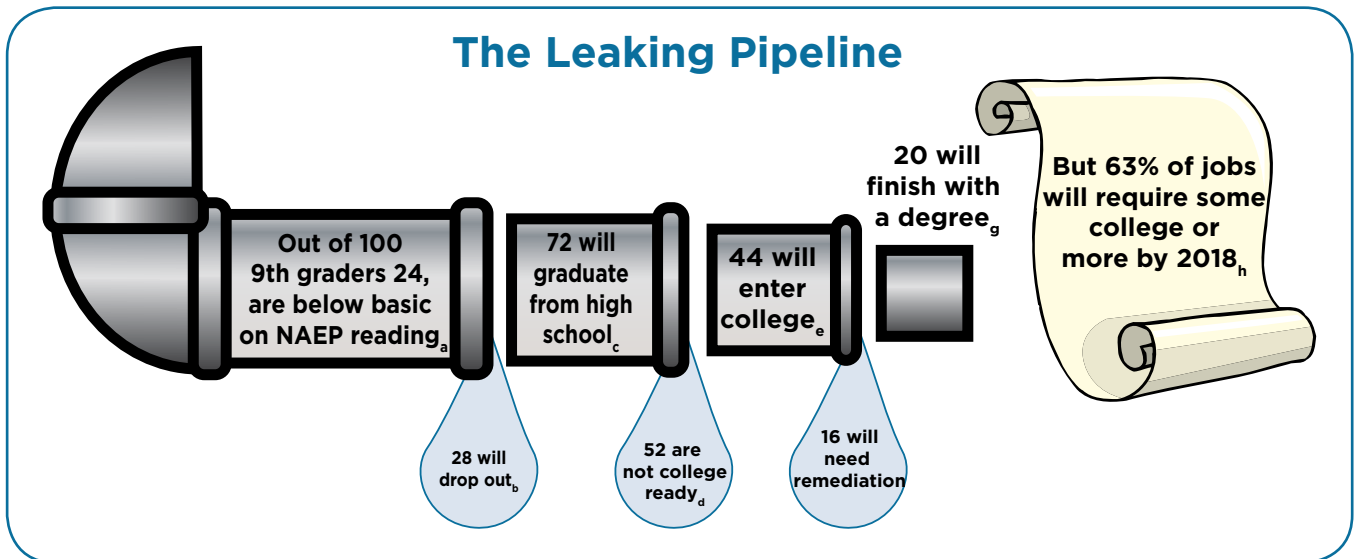 The Leaking Pipeline
Out of 100
9th graders 24,
are below basic
on NAEP readinga
28 will
drop outb
72 will
graduate
from high
schoolc
52 are
not college
readyd
44 will
enter
collegee
16 will
need
remediation
20 will
finish with
a degreeg
But 63% of jobs
will require some
college or
more by 2018h